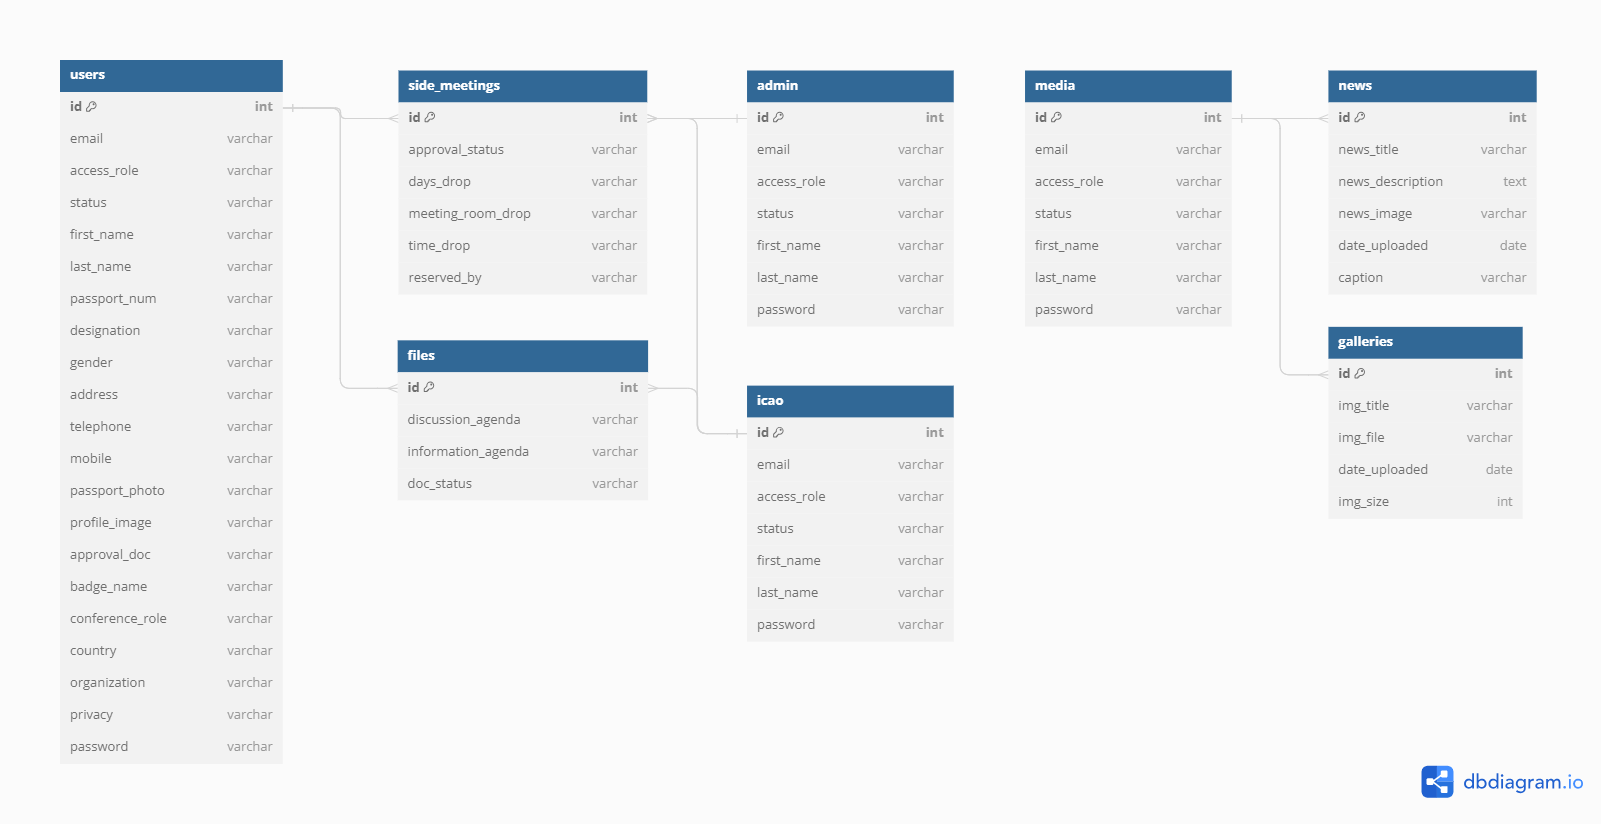 users
id int
email varchar
access_role varchar
status varchar
first_name varchar
last_name varchar
passport_num varchar
designation varchar
gender varchar
address varchar
telephone varchar
mobile varchar
passport_photo varchar
profile_image varchar
approval_doc varchar
badge_name varchar
conference_role varchar
country varchar
organization varchar
privacy varchar
password varchar
side_meetings
id int
approval_status varchar
days_drop varchar
meeting_room_drop varchar
time_drop varchar
reserved_by varchar
files
id int
discussion_agenda varchar
information_agenda varchar
doc_status varchar
admin
id int
email varchar
access_role varchar
status varchar
first_name varchar
last_name varchar
password varchar
icao
id int
email varchar
access_role varchar
status varchar
first_name varchar
last_name varchar
password varchar
media
id int
email varchar
access_role varchar
status varchar
first_name varchar
last_name varchar
password varchar
news
id int
news_title varchar
news_description text
news_image varchar
date_uploaded date
caption varchar
galleries
id int
img_title varchar
img_file varchar
date_uploaded date
img_size int
dbdiagram.io